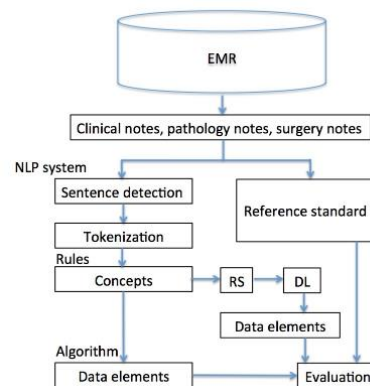 EMR
Clinical notes, pathology notes, surgery notes
NLP system
Sentence detection
Reference standard
Tokenization
Rules
Concepts
RS
DL
Data elements
Algorithm
Data elements
Evaluation